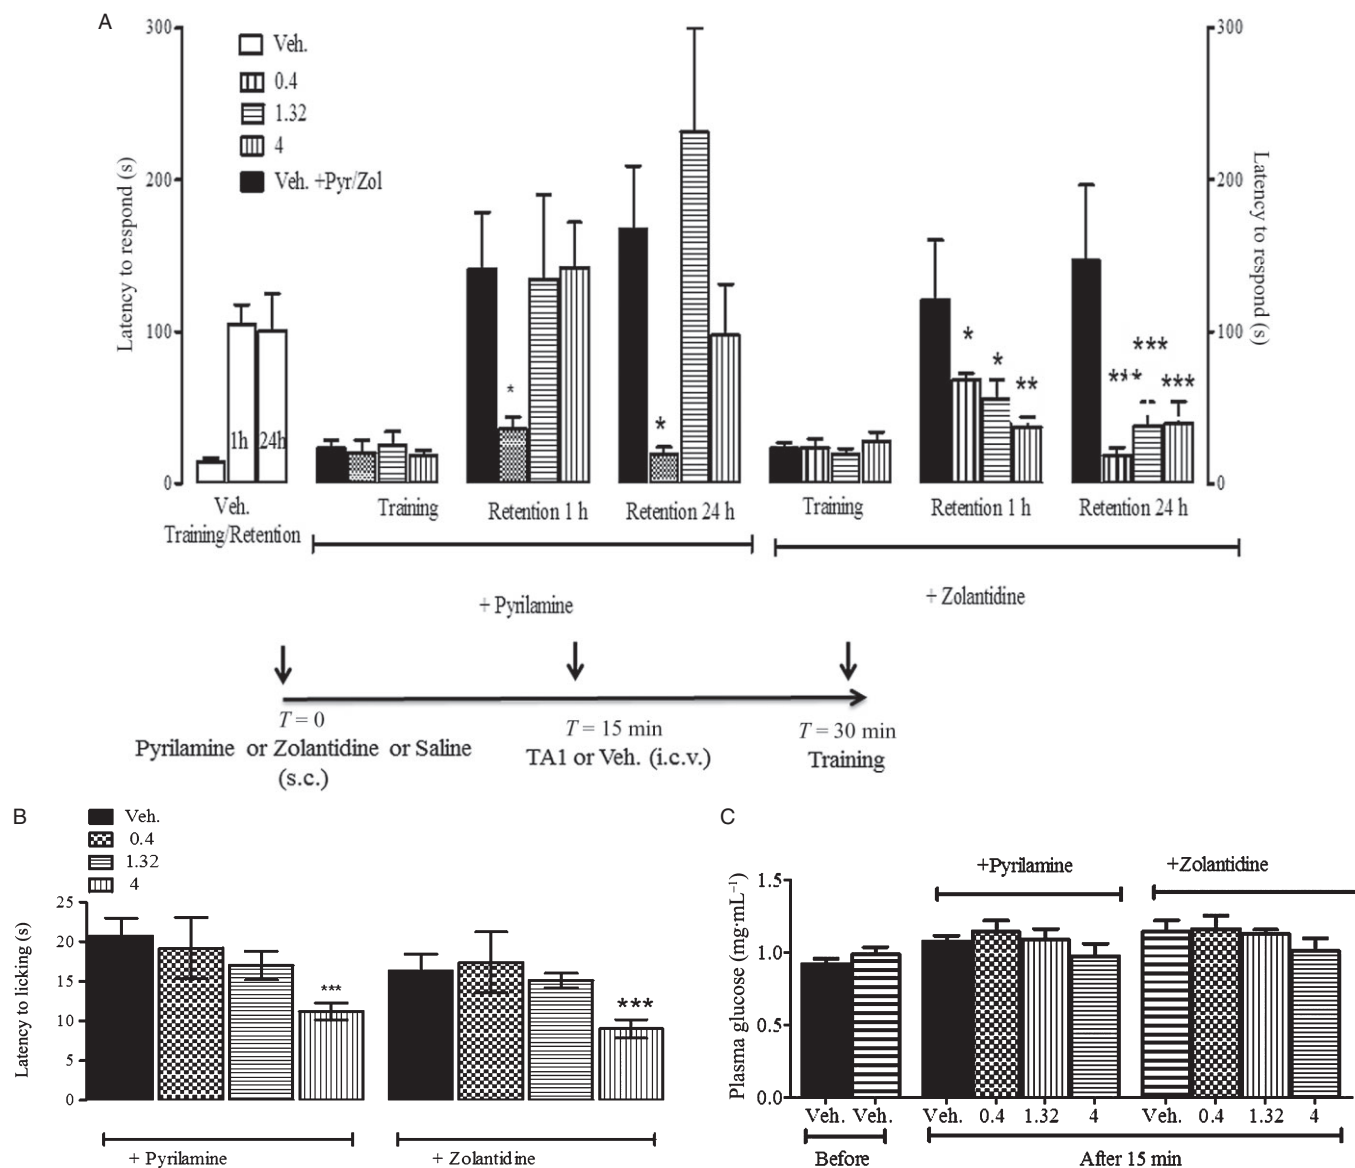 A
300
200
100
0
Latency to respond (s)
Veh.
0.4
1.32
4
Veh. +Pyr/Zol
1h
24h
*
*
*
*
**
***
***
***
300
200
100
0
Latency to respond (s)
Veh.
Training/Retention
Training
Retention 1 h
Retention 24 h
Training
Retention 1 h
Retention 24 h
+ Pyrilamine
+ Zolantidine
T = 0
Pyrilamine or Zolantidine or Saline
(s.c.)
T = 15 min
TA1 or Veh. (i.c.v.)
T = 30 min
Training
B
Veh.
0.4
1.32
4
25
20
15
10
5
0
Latency to licking (s)
***
***
+ Pyrilamine
+ Zolantidine
C
+Pyrilamine
+Zolantidine
1.5
1.0
0.5
0.0
Plasma glucose (mg·mL⁻¹)
Veh. Veh. Veh. 0.4 1.32 4 Veh. 0.4 1.32 4
Before
After 15 min